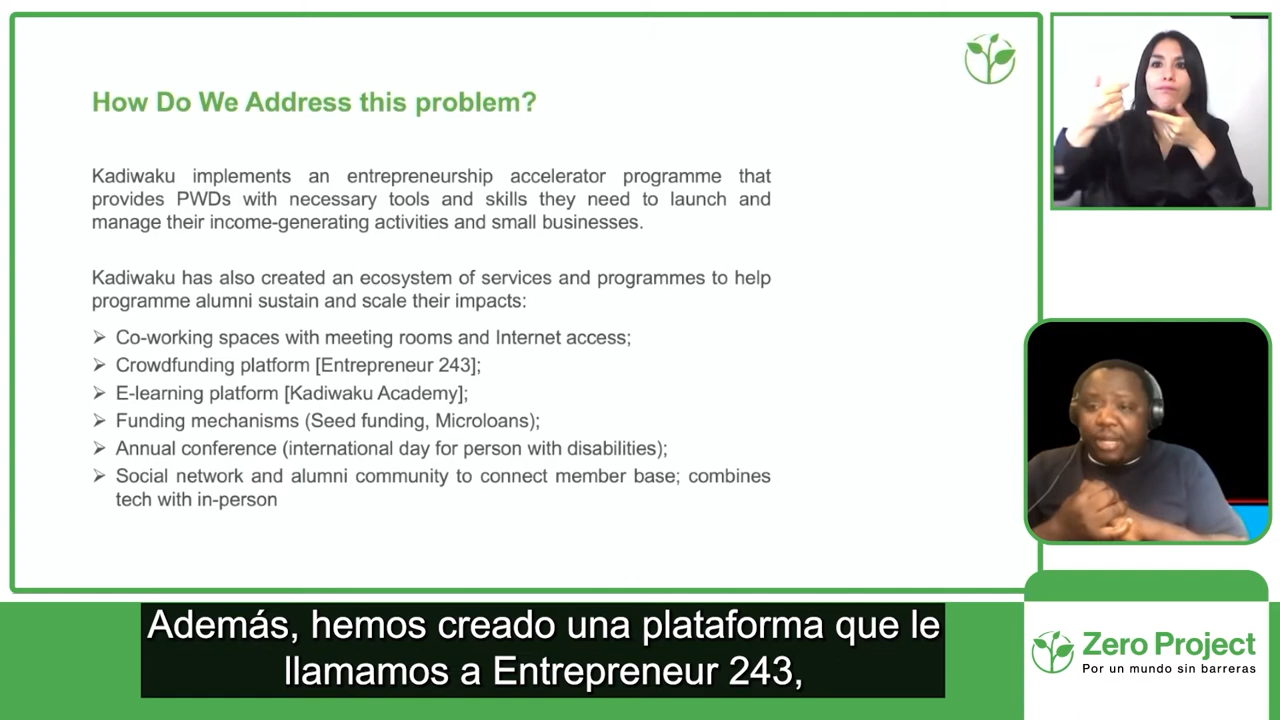 How Do We Address this problem?
Kadiwaku implements an entrepreneurship accelerator programme that
provides PWDs with necessary tools and skills they need to launch and
manage their income-generating activities and small businesses.
Kadiwaku has also created an ecosystem of services and programmes to help
programme alumni sustain and scale their impacts:
➢ Co-working spaces with meeting rooms and Internet access;
➢ Crowdfunding platform [Entrepreneur 243];
➢ E-learning platform [Kadiwaku Academy];
➢ Funding mechanisms (Seed funding, Microloans);
➢ Annual conference (international day for person with disabilities);
➢ Social network and alumni community to connect member base; combines
tech with in-person
Además, hemos creado una plataforma que le
llamamos a Entrepreneur 243,
Zero Project
Por un mundo sin barreras